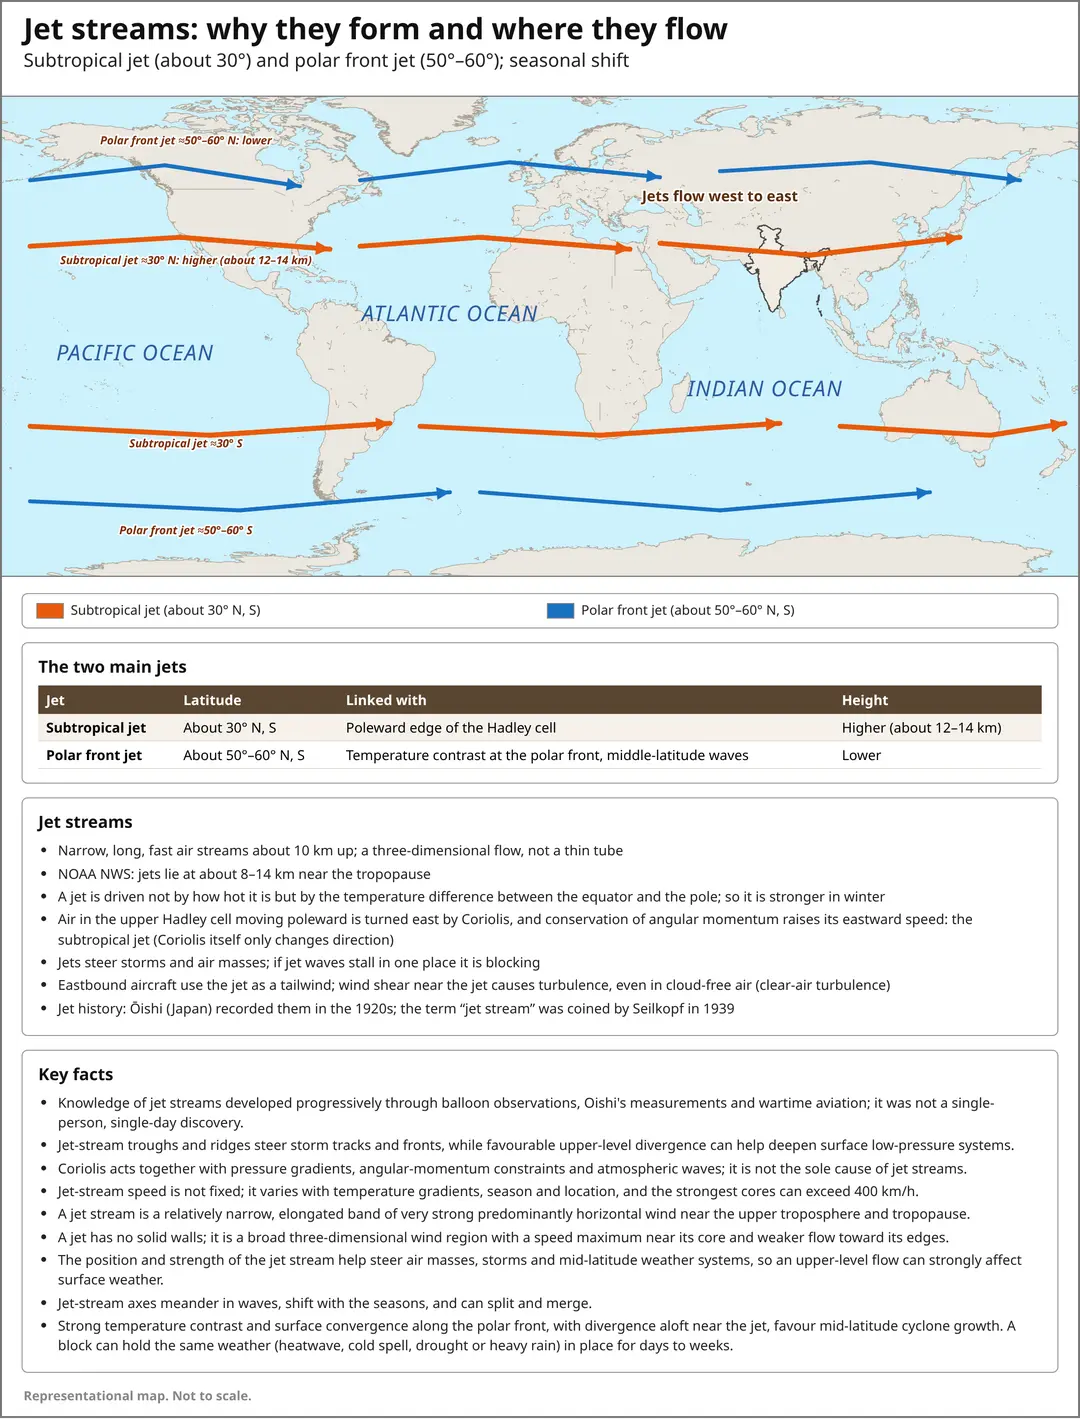 Jet streams: why they form and where they flow
Subtropical jet (about 30°) and polar front jet (50°–60°); seasonal shift
Polar front jet ≈50°–60° N: lower
Jets flow west to east
Subtropical jet ≈30° N: higher (about 12–14 km)
ATLANTIC OCEAN
PACIFIC OCEAN
INDIAN OCEAN
Subtropical jet ≈30° S
Polar front jet ≈50°–60° S
Subtropical jet (about 30° N, S)
Polar front jet (about 50°–60° N, S)
The two main jets
Jet Latitude Linked with Height
Subtropical jet About 30° N, S Poleward edge of the Hadley cell Higher (about 12–14 km)
Polar front jet About 50°–60° N, S Temperature contrast at the polar front, middle-latitude waves Lower
Jet streams
• Narrow, long, fast air streams about 10 km up; a three-dimensional flow, not a thin tube
• NOAA NWS: jets lie at about 8–14 km near the tropopause
• A jet is driven not by how hot it is but by the temperature difference between the equator and the pole; so it is stronger in winter
• Air in the upper Hadley cell moving poleward is turned east by Coriolis, and conservation of angular momentum raises its eastward speed: the
subtropical jet (Coriolis itself only changes direction)
• Jets steer storms and air masses; if jet waves stall in one place it is blocking
• Eastbound aircraft use the jet as a tailwind; wind shear near the jet causes turbulence, even in cloud-free air (clear-air turbulence)
• Jet history: Ōishi (Japan) recorded them in the 1920s; the term “jet stream” was coined by Seilkopf in 1939
Key facts
• Knowledge of jet streams developed progressively through balloon observations, Oishi's measurements and wartime aviation; it was not a single-
person, single-day discovery.
• Jet-stream troughs and ridges steer storm tracks and fronts, while favourable upper-level divergence can help deepen surface low-pressure systems.
• Coriolis acts together with pressure gradients, angular-momentum constraints and atmospheric waves; it is not the sole cause of jet streams.
• Jet-stream speed is not fixed; it varies with temperature gradients, season and location, and the strongest cores can exceed 400 km/h.
• A jet stream is a relatively narrow, elongated band of very strong predominantly horizontal wind near the upper troposphere and tropopause.
• A jet has no solid walls; it is a broad three-dimensional wind region with a speed maximum near its core and weaker flow toward its edges.
• The position and strength of the jet stream help steer air masses, storms and mid-latitude weather systems, so an upper-level flow can strongly affect
surface weather.
• Jet-stream axes meander in waves, shift with the seasons, and can split and merge.
• Strong temperature contrast and surface convergence along the polar front, with divergence aloft near the jet, favour mid-latitude cyclone growth. A
block can hold the same weather (heatwave, cold spell, drought or heavy rain) in place for days to weeks.
Representational map. Not to scale.